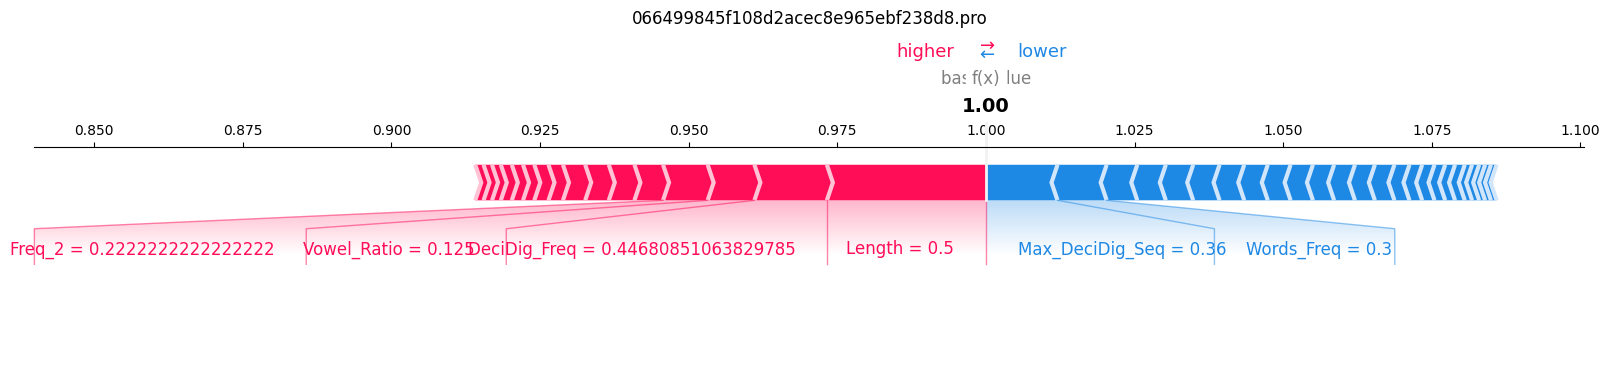 066499845f108d2acec8e965ebf238d8.pro
higher ⇄ lower
f(x) lue
1.00
0.850 0.875 0.900 0.925 0.950 0.975 1.000 1.025 1.050 1.075 1.100
Freq_2 = 0.2222222222222222 Vowel_Ratio = 0.125 DeciDig_Freq = 0.44680851063829785 Length = 0.5 Max_DeciDig_Seq = 0.36 Words_Freq = 0.3